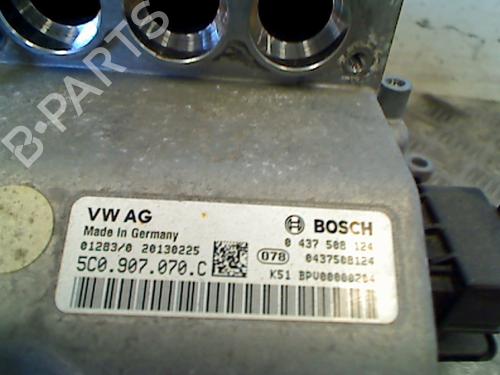 B-PARTS
VW AG
Made in Germany
01283/0 20130225
5C0.907.070.C
BOSCH
0 437 508 124
078 0437508124
K51 BPV00000204